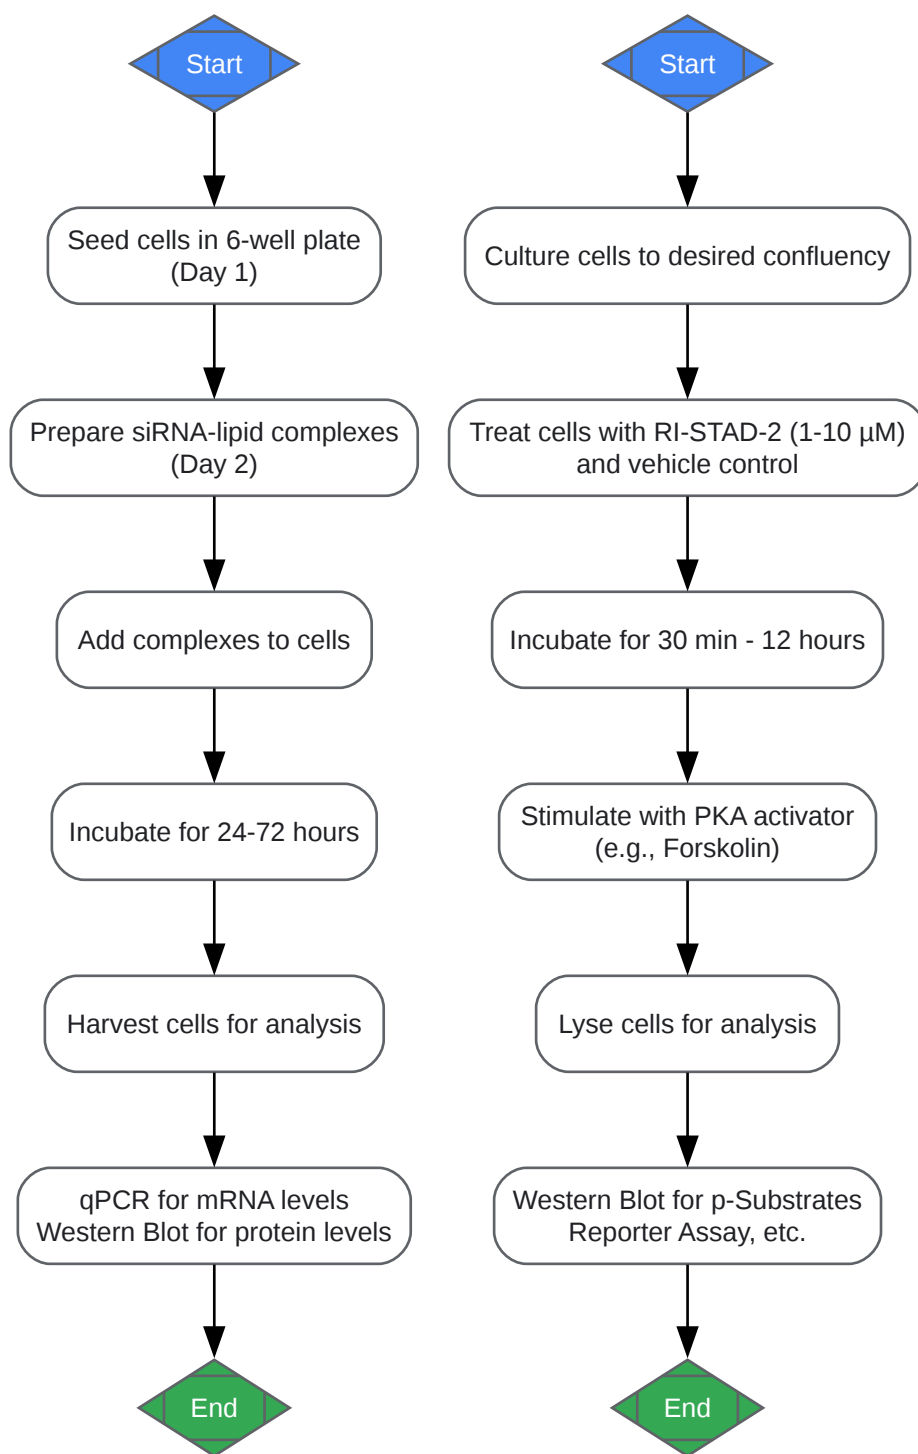 Start
Seed cells in 6-well plate
(Day 1)
Prepare siRNA-lipid complexes
(Day 2)
Add complexes to cells
Incubate for 24-72 hours
Harvest cells for analysis
qPCR for mRNA levels
Western Blot for protein levels
End
Start
Culture cells to desired confluency
Treat cells with RI-STAD-2 (1-10 µM)
and vehicle control
Incubate for 30 min - 12 hours
Stimulate with PKA activator
(e.g., Forskolin)
Lyse cells for analysis
Western Blot for p-Substrates
Reporter Assay, etc.
End